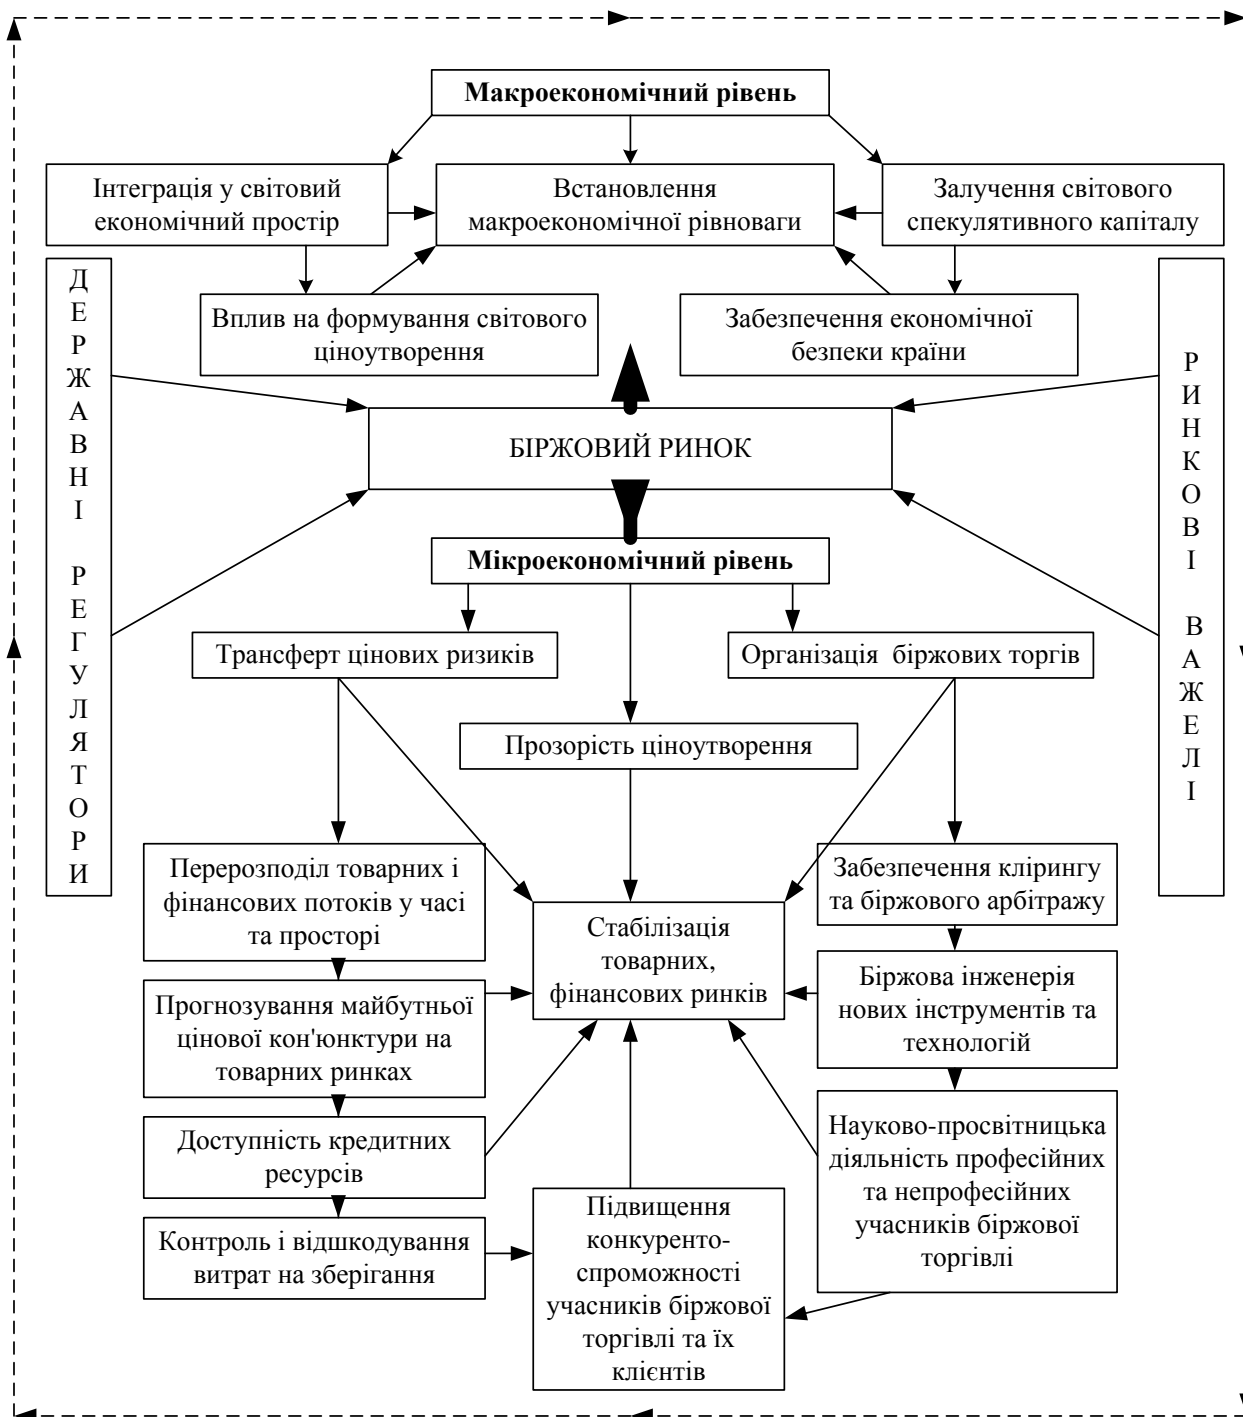 Макроекономічний рівень
Інтеграція у світовий
економічний простір
Встановлення
макроекономічної рівноваги
Залучення світового
спекулятивного капіталу
Вплив на формування світового
ціноутворення
Забезпечення економічної
безпеки країни
ДЕРЖАВНІ РЕГУЛЯТОРИ
БІРЖОВИЙ РИНОК
РИНКОВІ ВАЖЕЛІ
Мікроекономічний рівень
Трансферт цінових ризиків
Організація біржових торгів
Прозорість ціноутворення
Перерозподіл товарних і
фінансових потоків у часі
та просторі
Забезпечення клірингу
та біржового арбітражу
Стабілізація
товарних,
фінансових ринків
Прогнозування майбутньої
цінової кон'юнктури на
товарних ринках
Біржова інженерія
нових інструментів та
технологій
Доступність кредитних
ресурсів
Науково-просвітницька
діяльність професійних
та непрофесійних
учасників біржової
торгівлі
Контроль і відшкодування
витрат на зберігання
Підвищення
конкуренто-
спроможності
учасників біржової
торгівлі та їх
клієнтів